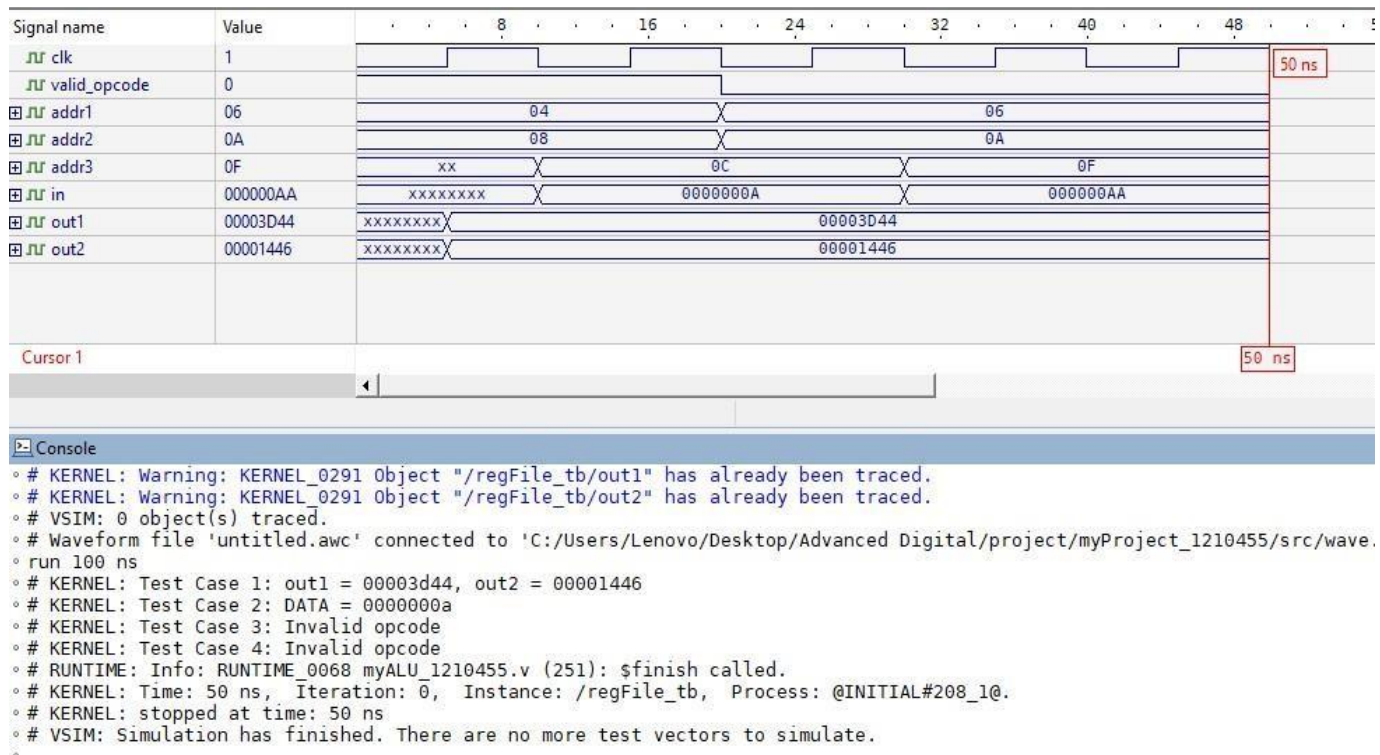 Signal name Value 8 16 24 32 40 48
clk 1 50 ns
valid_opcode 0
addr1 06 04 06
addr2 0A 08 0A
addr3 0F xx 0C 0F
in 000000AA xxxxxxxx 0000000A 000000AA
out1 00003D44 xxxxxxxx 00003D44
out2 00001446 xxxxxxxx 00001446
Cursor 1 50 ns
Console
# KERNEL: Warning: KERNEL_0291 Object "/regFile_tb/out1" has already been traced.
# KERNEL: Warning: KERNEL_0291 Object "/regFile_tb/out2" has already been traced.
# VSIM: 0 object(s) traced.
# Waveform file 'untitled.awc' connected to 'C:/Users/Lenovo/Desktop/Advanced Digital/project/myProject_1210455/src/wave.
run 100 ns
# KERNEL: Test Case 1: out1 = 00003d44, out2 = 00001446
# KERNEL: Test Case 2: DATA = 0000000a
# KERNEL: Test Case 3: Invalid opcode
# KERNEL: Test Case 4: Invalid opcode
# RUNTIME: Info: RUNTIME_0068 myALU_1210455.v (251): $finish called.
# KERNEL: Time: 50 ns, Iteration: 0, Instance: /regFile_tb, Process: @INITIAL#208_1@.
# KERNEL: stopped at time: 50 ns
# VSIM: Simulation has finished. There are no more test vectors to simulate.